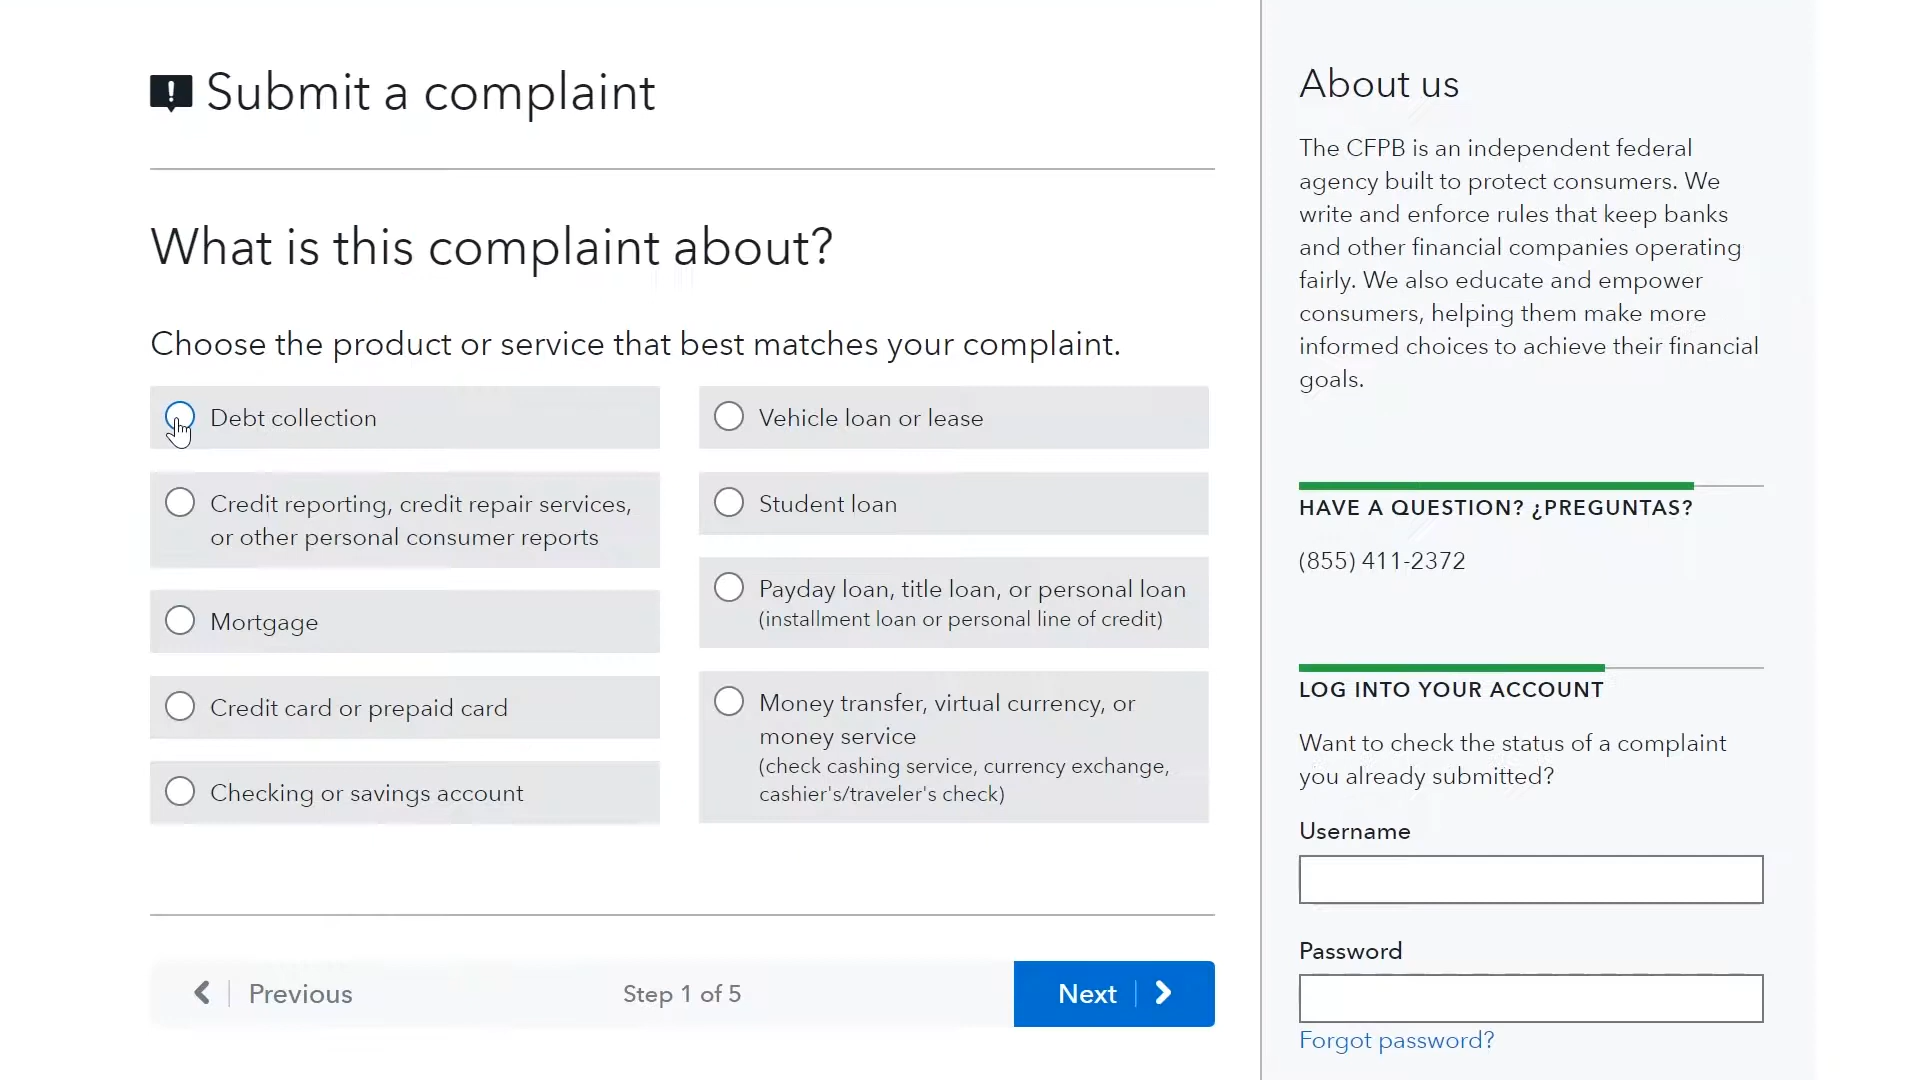 Submit a complaint
What is this complaint about?
Choose the product or service that best matches your complaint.
Debt collection
Credit reporting, credit repair services,
or other personal consumer reports
Mortgage
Credit card or prepaid card
Checking or savings account
Vehicle loan or lease
Student loan
Payday loan, title loan, or personal loan
(installment loan or personal line of credit)
Money transfer, virtual currency, or
money service
(check cashing service, currency exchange,
cashier's/traveler's check)
Previous
Step 1 of 5
Next
About us
The CFPB is an independent federal
agency built to protect consumers. We
write and enforce rules that keep banks
and other financial companies operating
fairly. We also educate and empower
consumers, helping them make more
informed choices to achieve their financial
goals.
HAVE A QUESTION? ¿PREGUNTAS?
(855) 411-2372
LOG INTO YOUR ACCOUNT
Want to check the status of a complaint
you already submitted?
Username
Password
Forgot password?